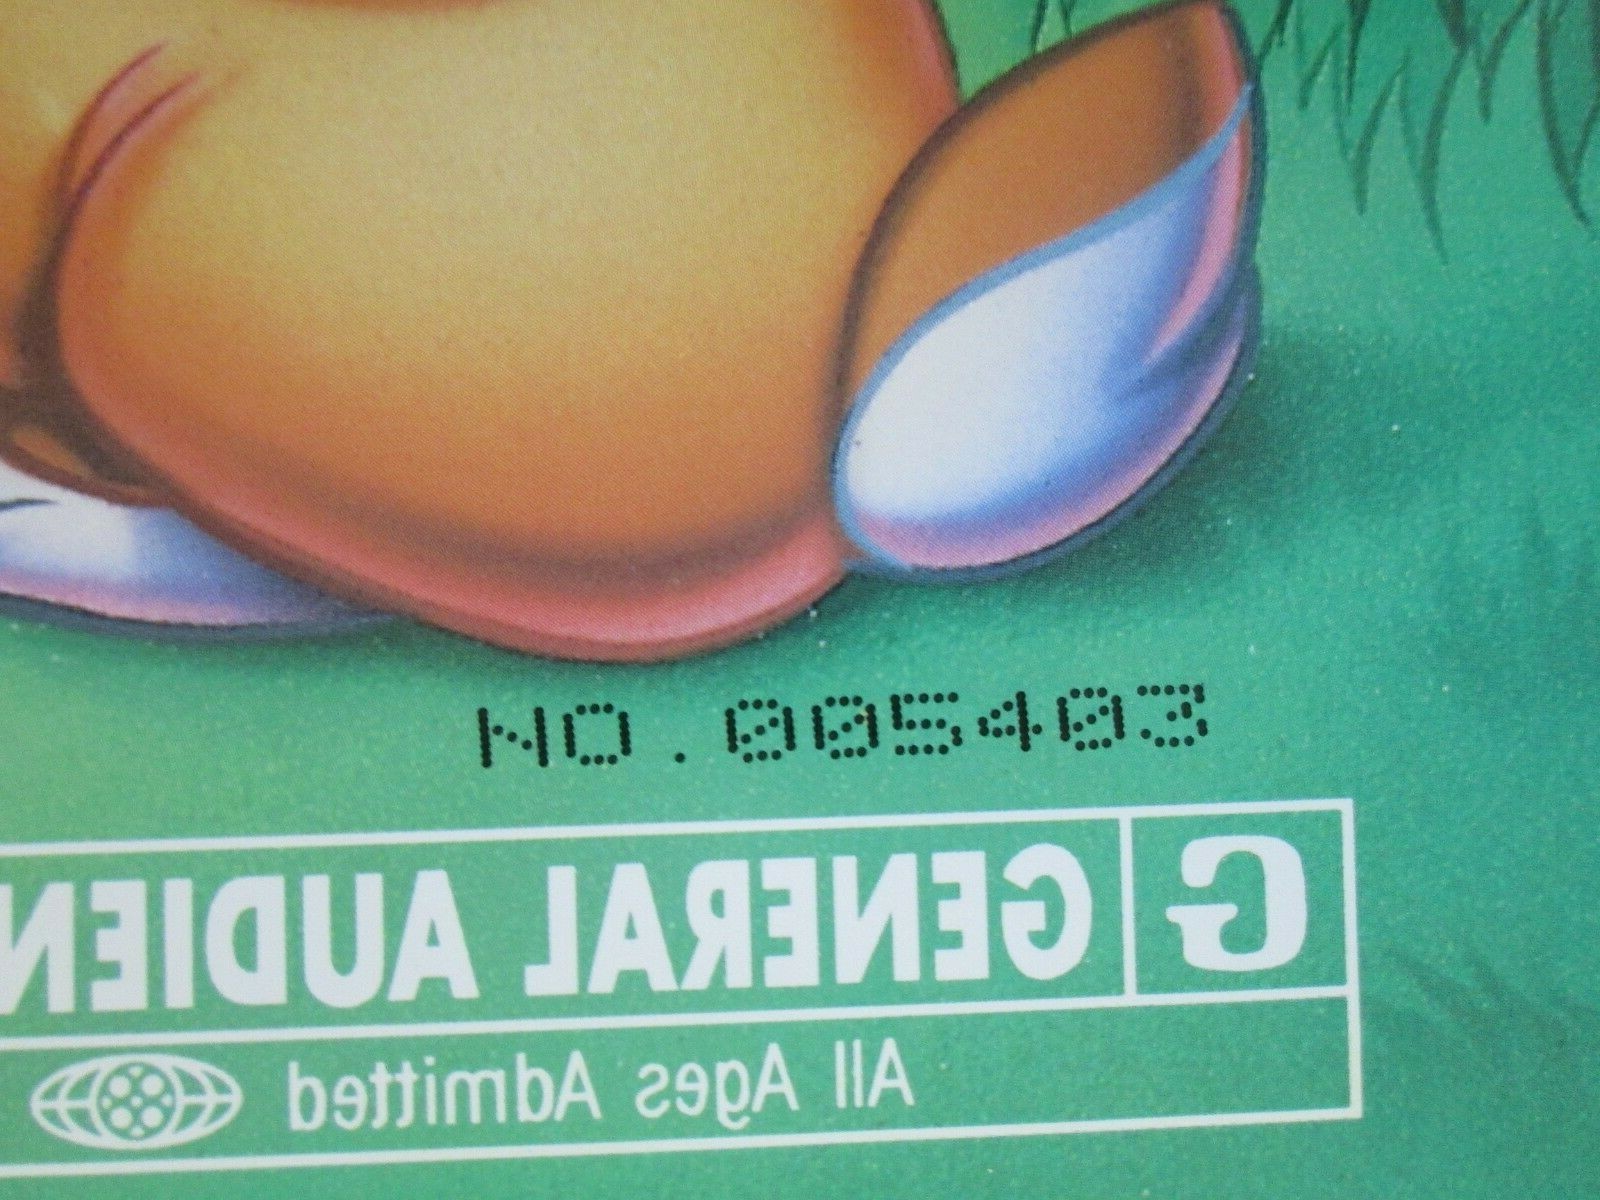 NO.005403
G GENERAL AUDIEN
All Ages Admitted